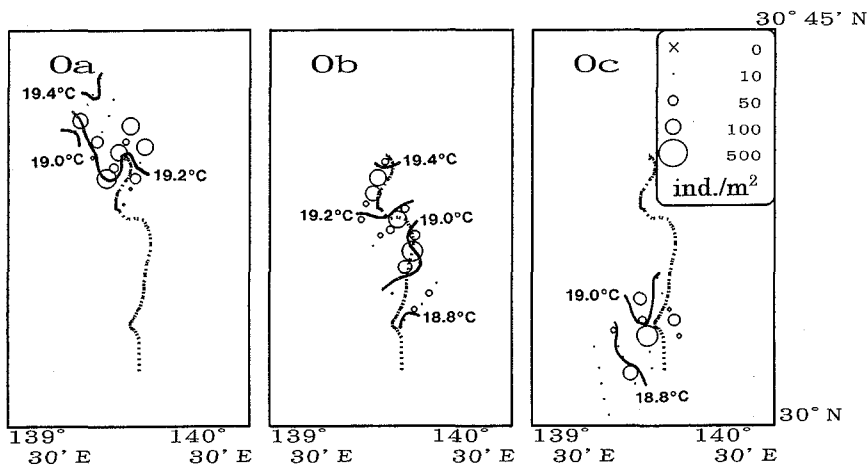 30° 45' N
Oa
Ob
Oc
× 0
10
50
100
500
ind./m²
19.4°C
19.0°C
19.2°C
19.4°C
19.2°C
19.0°C
18.8°C
19.0°C
18.8°C
30° N
139° 30' E
140° 30' E
139° 30' E
140° 30' E
139° 30' E
140° 30' E